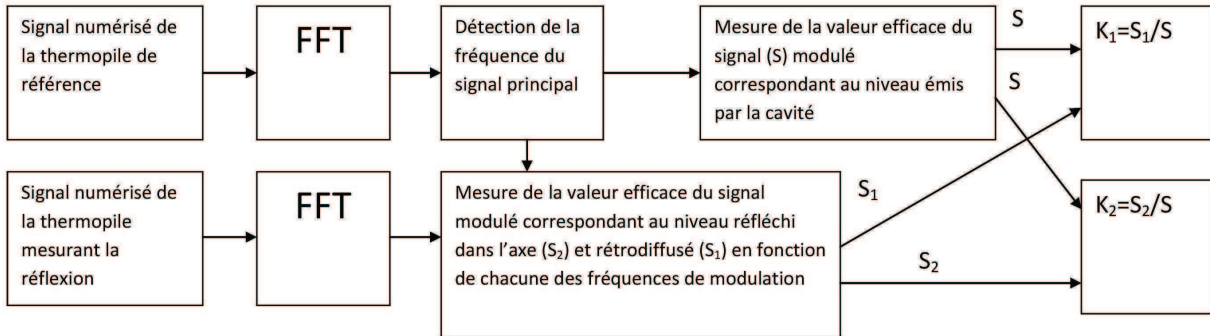 Signal numérisé de
la thermopile de
référence
FFT
Détection de la
fréquence du
signal principal
Mesure de la valeur efficace du
signal (S) modulé
correspondant au niveau émis
par la cavité
S
S
K₁=S₁/S
Signal numérisé de
la thermopile
mesurant la
réflexion
FFT
Mesure de la valeur efficace du signal
modulé correspondant au niveau réfléchi
dans l'axe (S₂) et rétrodiffusé (S₁) en fonction
de chacune des fréquences de modulation
S₁
S₂
K₂=S₂/S